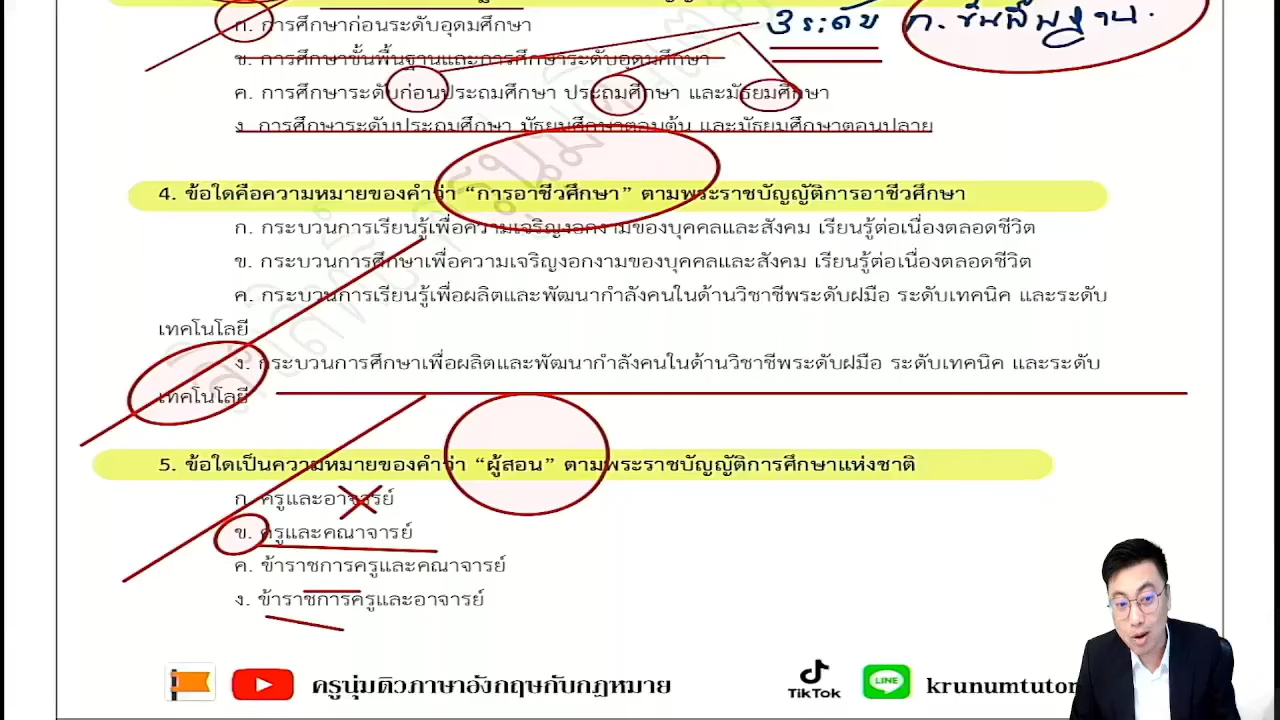 ก. การศึกษาก่อนระดับอุดมศึกษา
3 ระดับ ก. ขั้นพื้นฐาน.
ข. การศึกษาขั้นพื้นฐานและการศึกษาระดับอุดมศึกษา
ค. การศึกษาระดับก่อนประถมศึกษา ประถมศึกษา และมัธยมศึกษา
ง. การศึกษาระดับประถมศึกษา มัธยมศึกษาตอนต้น และมัธยมศึกษาตอนปลาย
4. ข้อใดคือความหมายของคำว่า “การอาชีวศึกษา” ตามพระราชบัญญัติการอาชีวศึกษา
ก. กระบวนการเรียนรู้เพื่อความเจริญงอกงามของบุคคลและสังคม เรียนรู้ต่อเนื่องตลอดชีวิต
ข. กระบวนการศึกษาเพื่อความเจริญงอกงามของบุคคลและสังคม เรียนรู้ต่อเนื่องตลอดชีวิต
ค. กระบวนการเรียนรู้เพื่อผลิตและพัฒนากำลังคนในด้านวิชาชีพระดับฝมือ ระดับเทคนิค และระดับ
เทคโนโลยี
ง. กระบวนการศึกษาเพื่อผลิตและพัฒนากำลังคนในด้านวิชาชีพระดับฝมือ ระดับเทคนิค และระดับ
เทคโนโลยี
5. ข้อใดเป็นความหมายของคำว่า “ผู้สอน” ตามพระราชบัญญัติการศึกษาแห่งชาติ
ก. ครูและอาจารย์
ข. ครูและคณาจารย์
ค. ข้าราชการครูและคณาจารย์
ง. ข้าราชการครูและอาจารย์
ครูนุ่มติวภาษาอังกฤษกับกฎหมาย
TikTok
LINE
krunumtutor